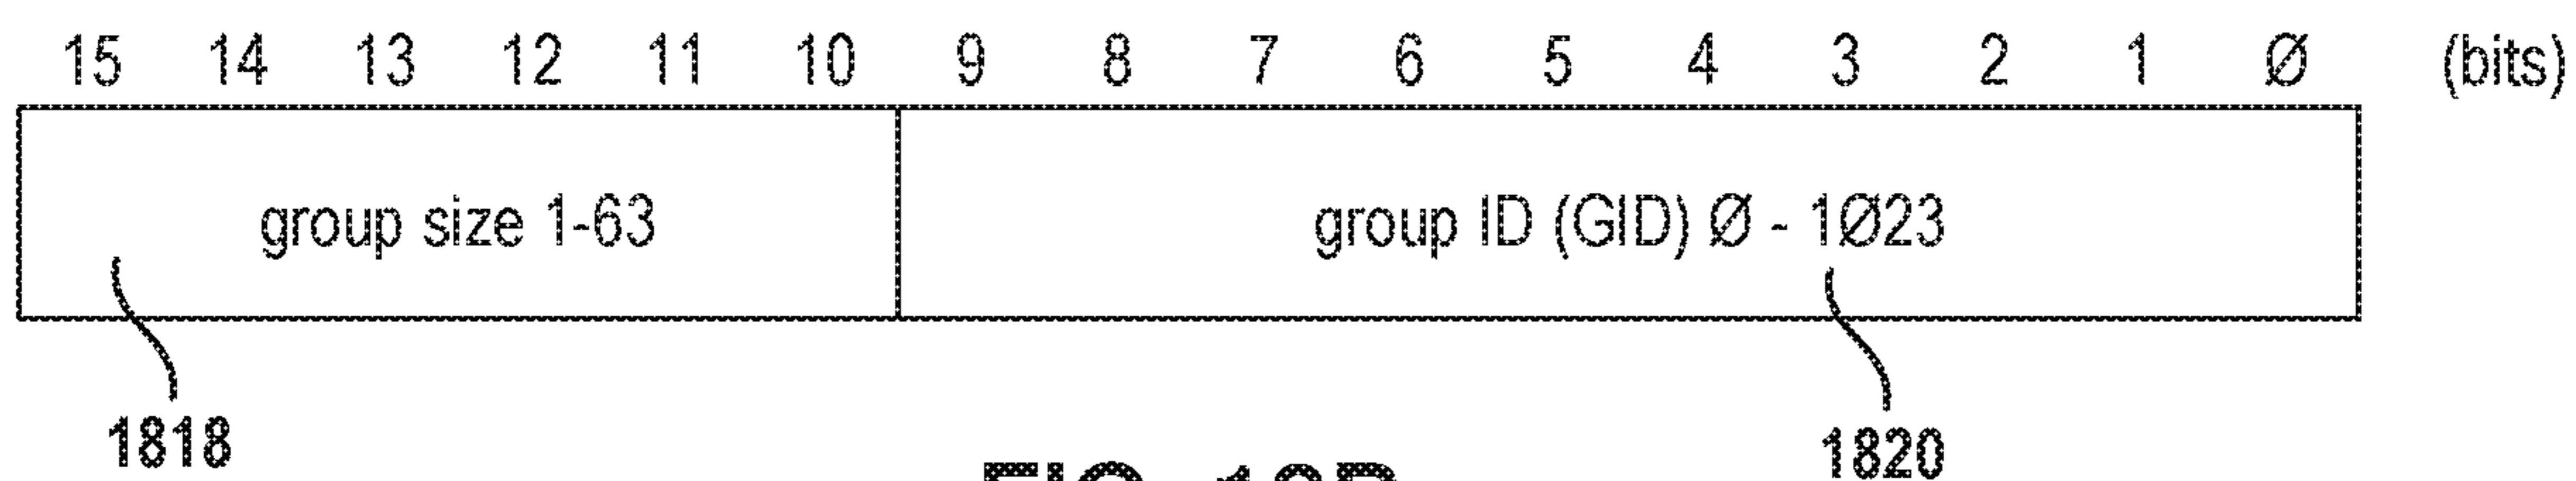 15 14 13 12 11 10 9 8 7 6 5 4 3 2 1 Ø (bits)
group size 1-63 group ID (GID) Ø - 1Ø23
1818 1820